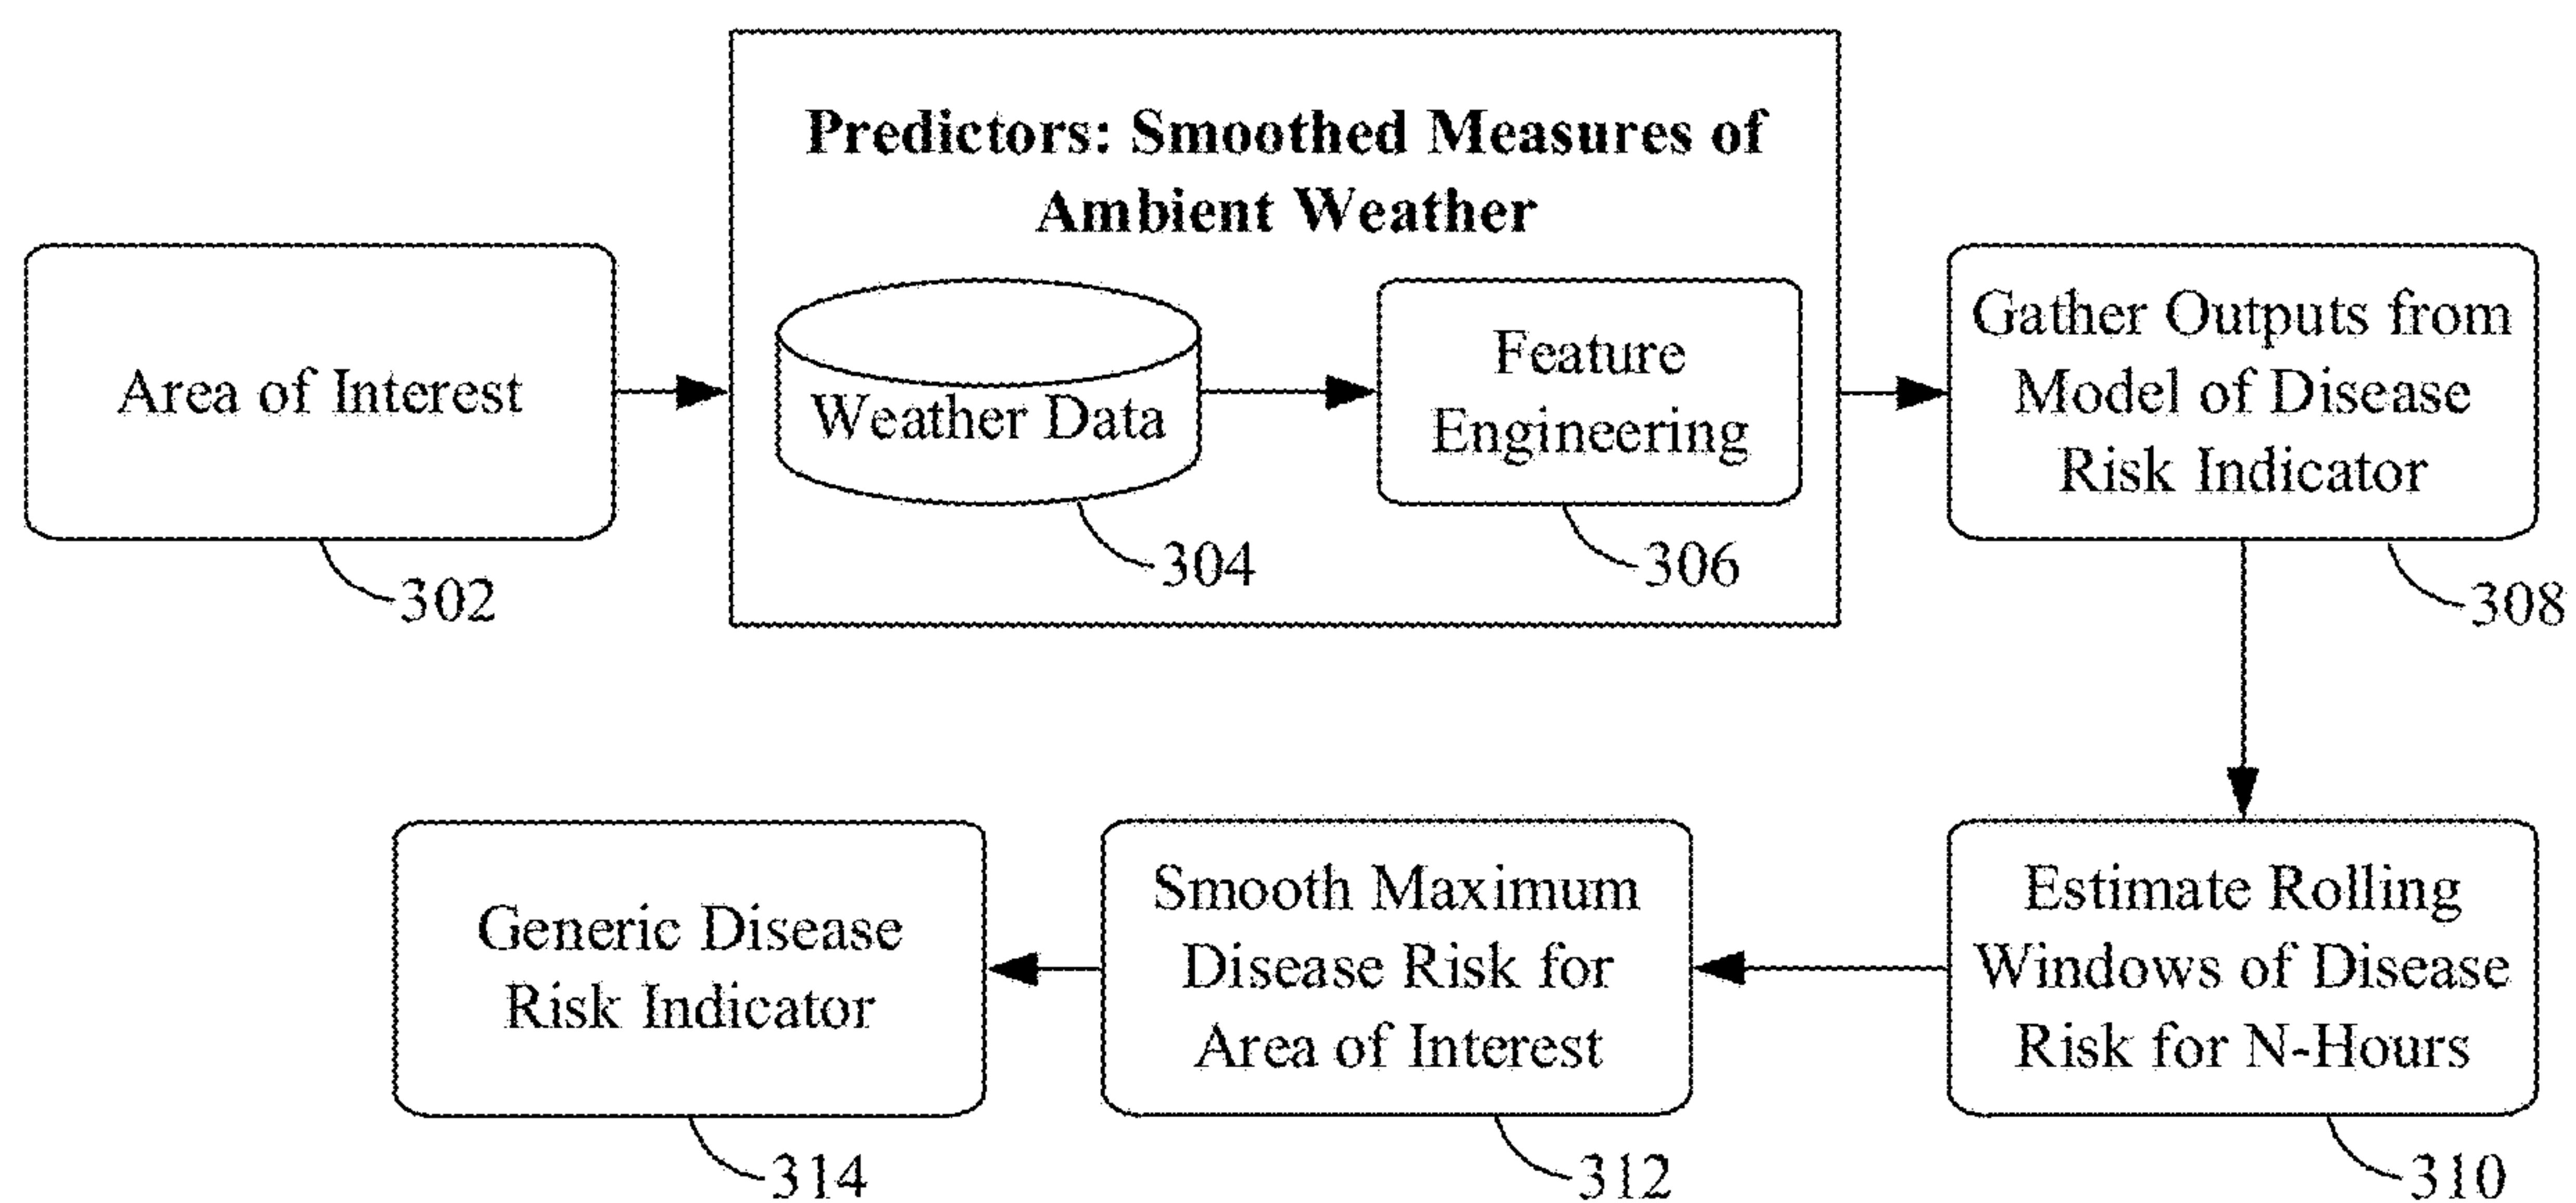 Predictors: Smoothed Measures of
Ambient Weather
Area of Interest
302
Weather Data
304
Feature
Engineering
306
Gather Outputs from
Model of Disease
Risk Indicator
308
Estimate Rolling
Windows of Disease
Risk for N-Hours
310
Smooth Maximum
Disease Risk for
Area of Interest
312
Generic Disease
Risk Indicator
314